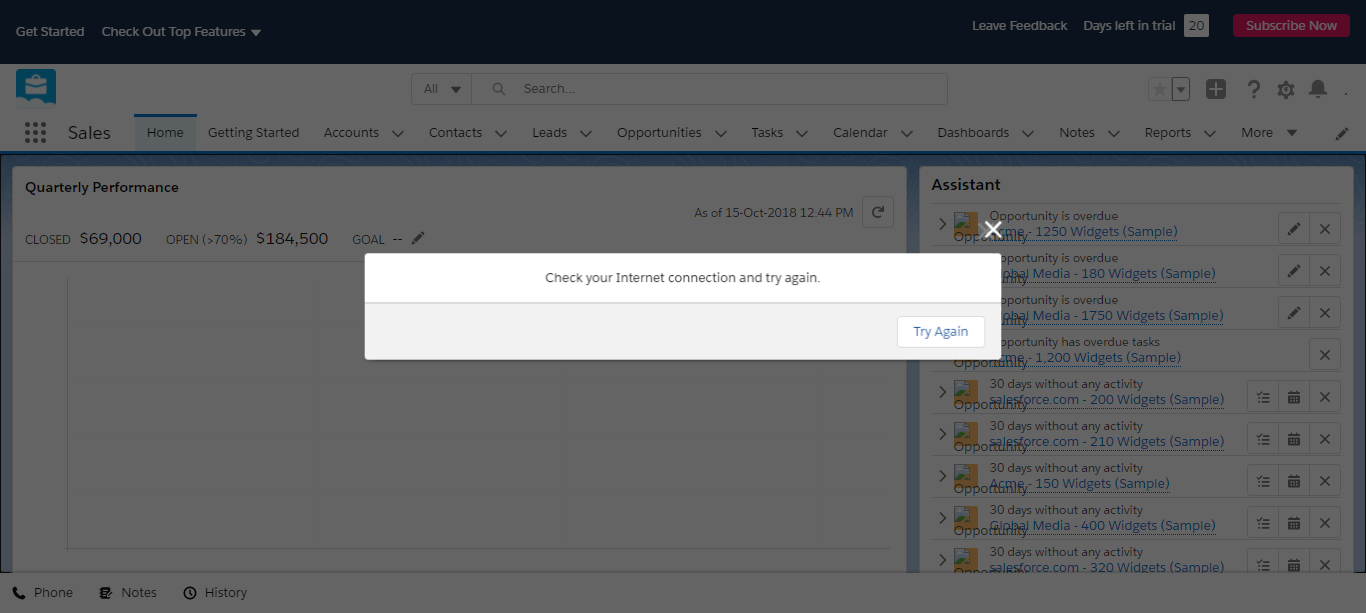 Get Started Check Out Top Features Leave Feedback Days left in trial 20 Subscribe Now
All Search...
Sales Home Getting Started Accounts Contacts Leads Opportunities Tasks Calendar Dashboards Notes Reports More
Quarterly Performance
As of 15-Oct-2018 12:44 PM
CLOSED $69,000 OPEN (>70%) $184,500 GOAL --
Check your Internet connection and try again.
Try Again
Assistant
Opportunity is overdue
Acme - 1250 Widgets (Sample)
Opportunity
Opportunity is overdue
Global Media - 180 Widgets (Sample)
Opportunity is overdue
Global Media - 1750 Widgets (Sample)
Opportunity has overdue tasks
Acme - 1,200 Widgets (Sample)
Opportunity
30 days without any activity
salesforce.com - 200 Widgets (Sample)
Opportunity
30 days without any activity
salesforce.com - 210 Widgets (Sample)
Opportunity
30 days without any activity
Acme - 150 Widgets (Sample)
Opportunity
30 days without any activity
Global Media - 400 Widgets (Sample)
Opportunity
30 days without any activity
salesforce.com - 320 Widgets (Sample)
Opportunity
Phone Notes History